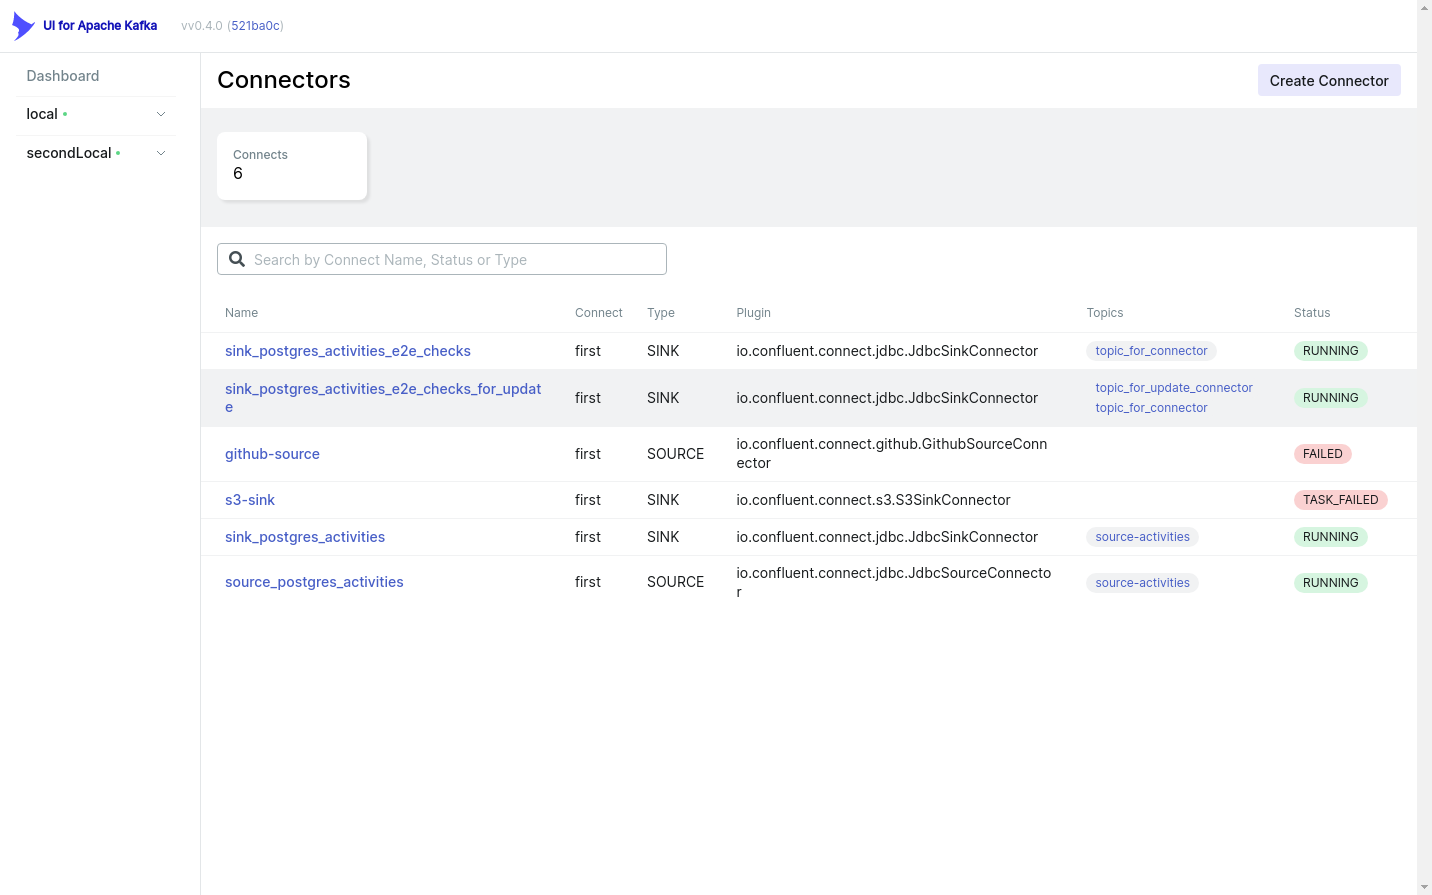 UI for Apache Kafka vv0.4.0 (521ba0c)
Dashboard
local
secondLocal
Connectors
Create Connector
Connects
6
Search by Connect Name, Status or Type
Name Connect Type Plugin Topics Status
sink_postgres_activities_e2e_checks first SINK io.confluent.connect.jdbc.JdbcSinkConnector topic_for_connector RUNNING
sink_postgres_activities_e2e_checks_for_updat
e
first SINK io.confluent.connect.jdbc.JdbcSinkConnector
topic_for_update_connector
topic_for_connector
RUNNING
github-source first SOURCE
io.confluent.connect.github.GithubSourceConn
ector
FAILED
s3-sink first SINK io.confluent.connect.s3.S3SinkConnector TASK_FAILED
sink_postgres_activities first SINK io.confluent.connect.jdbc.JdbcSinkConnector source-activities RUNNING
source_postgres_activities first SOURCE
io.confluent.connect.jdbc.JdbcSourceConnecto
r
source-activities RUNNING